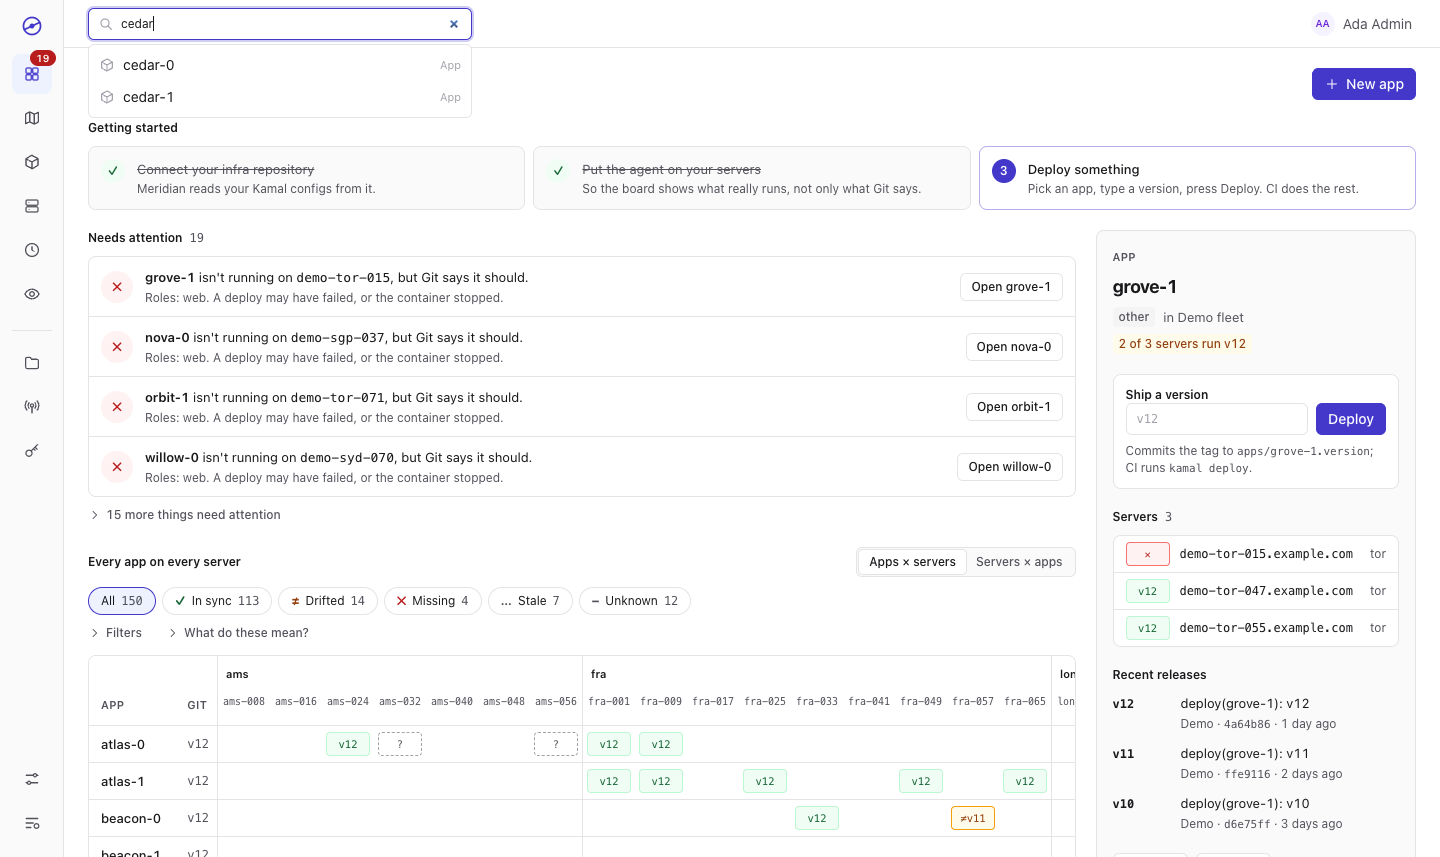 cedar
AA Ada Admin
19
cedar-0 App
cedar-1 App
New app
Getting started
Connect your infra repository
Meridian reads your Kamal configs from it.
Put the agent on your servers
So the board shows what really runs, not only what Git says.
3 Deploy something
Pick an app, type a version, press Deploy. CI does the rest.
Needs attention 19
grove-1 isn't running on demo-tor-015, but Git says it should.
Roles: web. A deploy may have failed, or the container stopped.
Open grove-1
nova-0 isn't running on demo-sgp-037, but Git says it should.
Roles: web. A deploy may have failed, or the container stopped.
Open nova-0
orbit-1 isn't running on demo-tor-071, but Git says it should.
Roles: web. A deploy may have failed, or the container stopped.
Open orbit-1
willow-0 isn't running on demo-syd-070, but Git says it should.
Roles: web. A deploy may have failed, or the container stopped.
Open willow-0
15 more things need attention
Every app on every server
Apps × servers Servers × apps
All 150 In sync 113 ≠ Drifted 14 Missing 4 … Stale 7 – Unknown 12
Filters What do these mean?
ams fra lon
APP GIT ams-008 ams-016 ams-024 ams-032 ams-040 ams-048 ams-056 fra-001 fra-009 fra-017 fra-025 fra-033 fra-041 fra-049 fra-057 fra-065 lon
atlas-0 v12 v12 ? ? v12 v12
atlas-1 v12 v12 v12 v12 v12 v12
beacon-0 v12 v12 ≠v11
beacon-1 v12
APP
grove-1
other in Demo fleet
2 of 3 servers run v12
Ship a version
v12 Deploy
Commits the tag to apps/grove-1.version;
CI runs kamal deploy.
Servers 3
× demo-tor-015.example.com tor
v12 demo-tor-047.example.com tor
v12 demo-tor-055.example.com tor
Recent releases
v12 deploy(grove-1): v12
Demo · 4a64b86 · 1 day ago
v11 deploy(grove-1): v11
Demo · ffe9116 · 2 days ago
v10 deploy(grove-1): v10
Demo · d6e75ff · 3 days ago